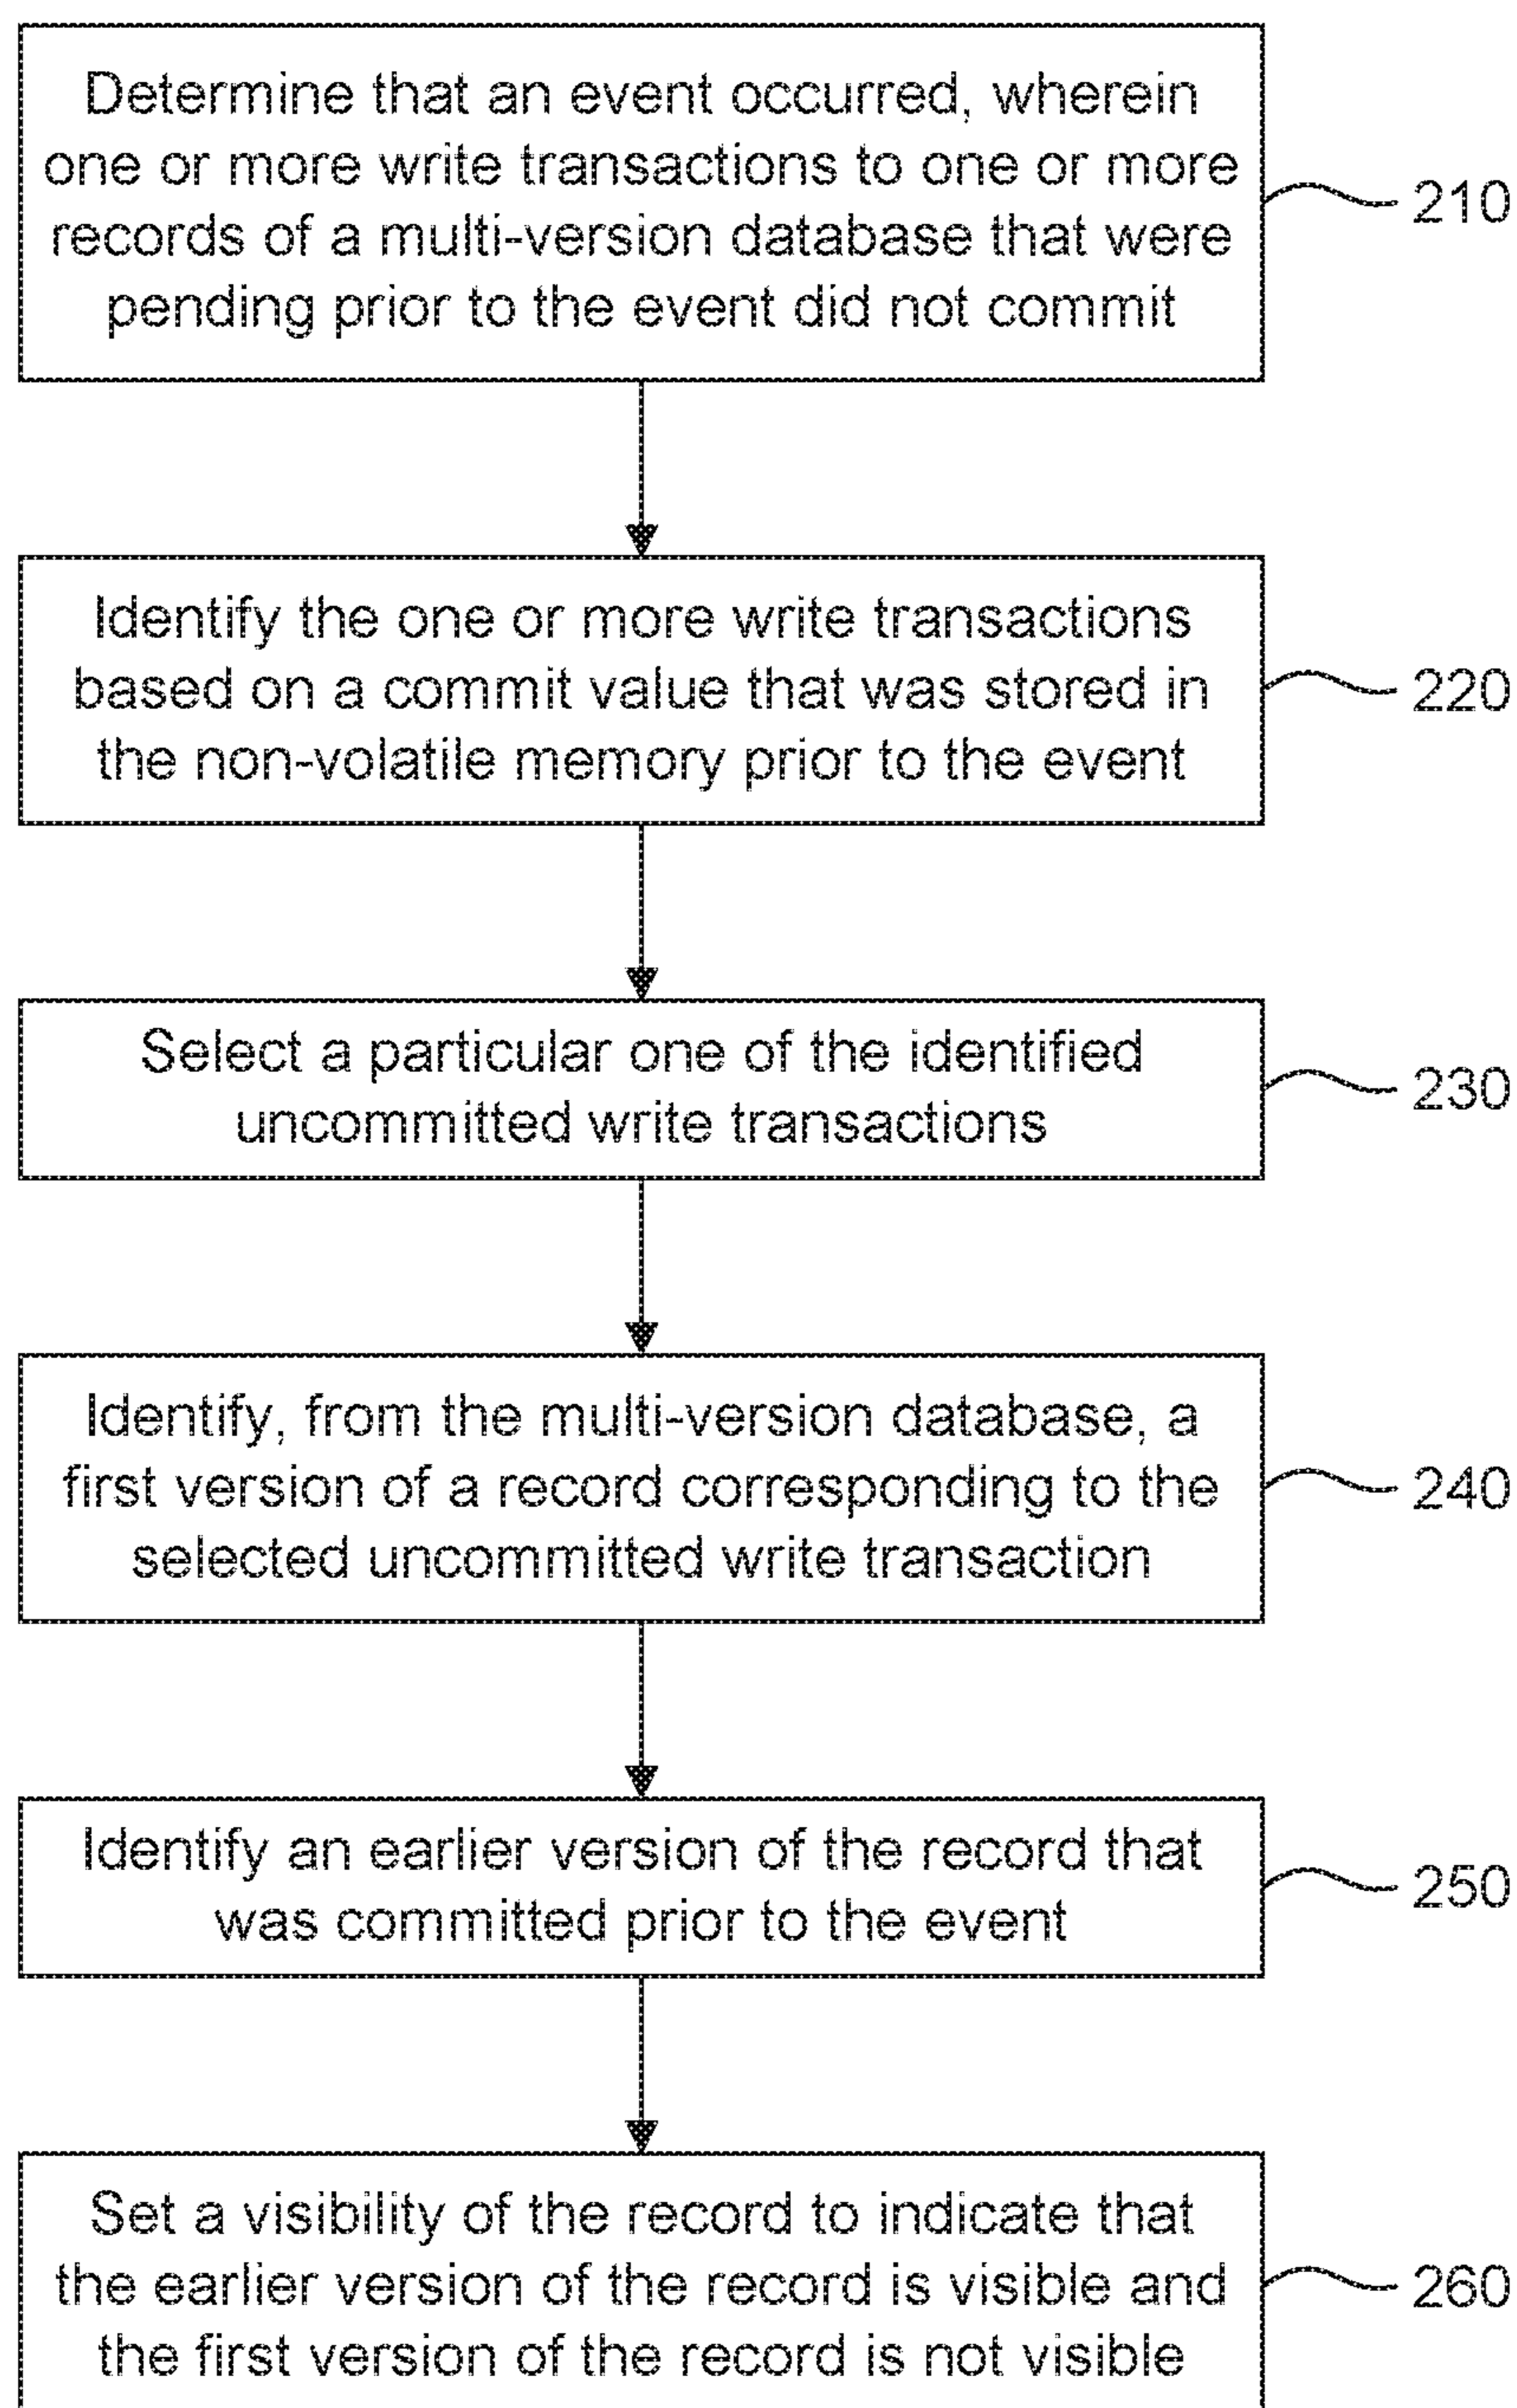 Determine that an event occurred, wherein
one or more write transactions to one or more
records of a multi-version database that were
pending prior to the event did not commit
210
Identify the one or more write transactions
based on a commit value that was stored in
the non-volatile memory prior to the event
220
Select a particular one of the identified
uncommitted write transactions
230
Identify, from the multi-version database, a
first version of a record corresponding to the
selected uncommitted write transaction
240
Identify an earlier version of the record that
was committed prior to the event
250
Set a visibility of the record to indicate that
the earlier version of the record is visible and
the first version of the record is not visible
260